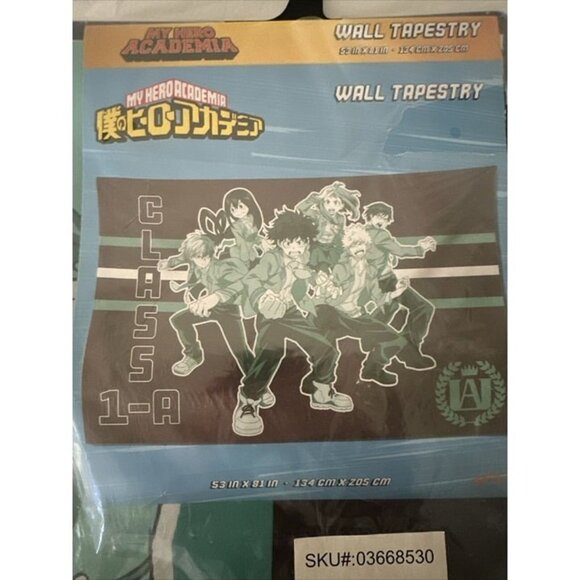 MY HERO
ACADEMIA
WALL TAPESTRY
53 IN X 81 IN - 134 CM X 205 CM
MY HERO ACADEMIA
僕のヒーローアカデミア
WALL TAPESTRY
CLASS
1-A
UA
53 IN X 81 IN - 134 CM X 205 CM
SKU#:03668530